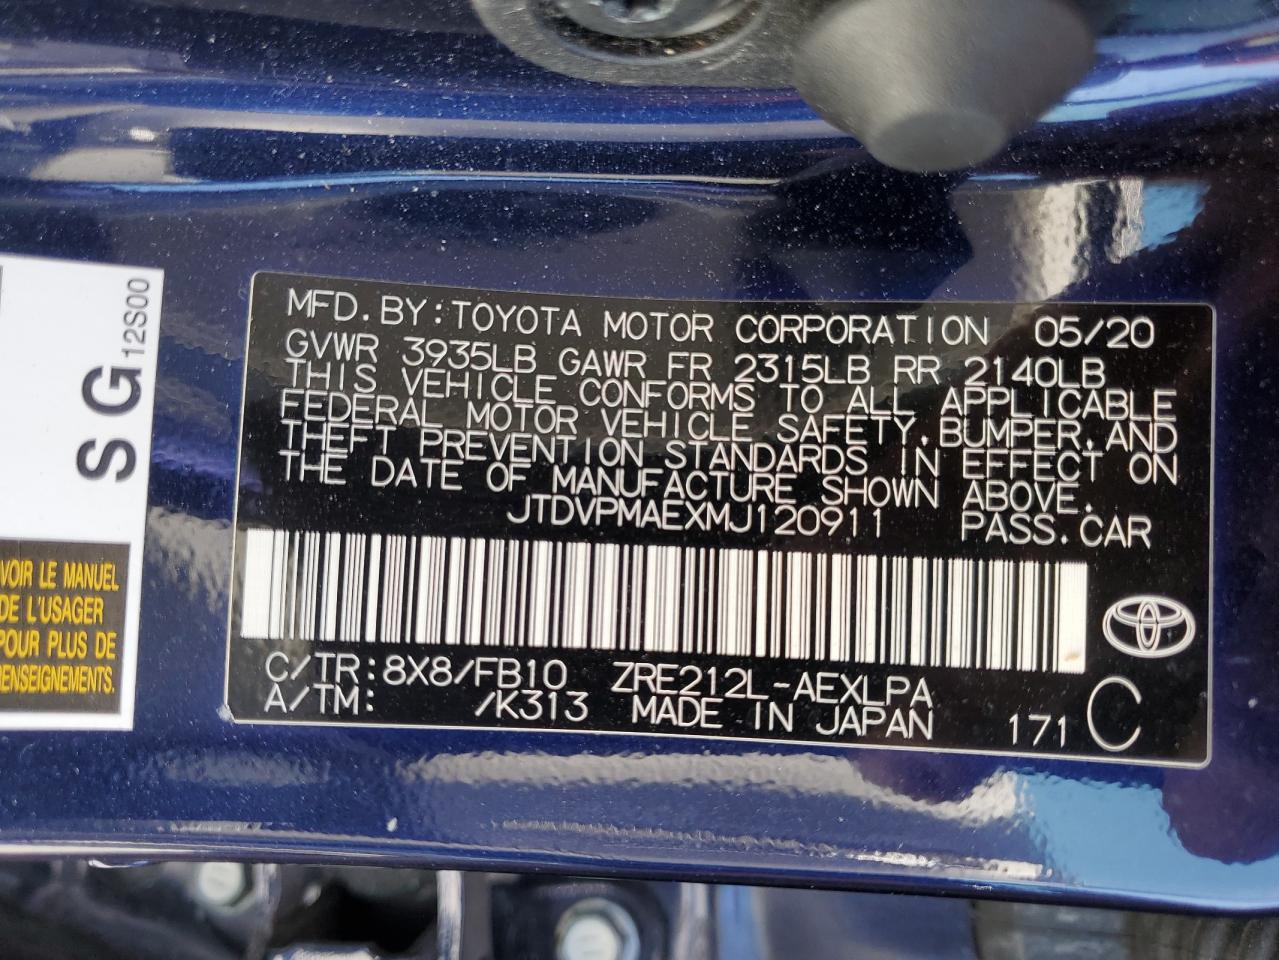 MFD. BY: TOYOTA MOTOR CORPORATION 05/20
GVWR 3935LB GAWR FR 2315LB RR 2140LB
THIS VEHICLE CONFORMS TO ALL APPLICABLE
FEDERAL MOTOR VEHICLE SAFETY, BUMPER, AND
THEFT PREVENTION STANDARDS IN EFFECT ON
THE DATE OF MANUFACTURE SHOWN ABOVE.
JTDVPMAEXMJ120911 PASS. CAR
C/TR: 8X8/FB10 ZRE212L-AEXLPA
A/TM: /K313 MADE IN JAPAN 171 C
SG12S00
VOIR LE MANUEL
DE L'USAGER
POUR PLUS DE
RENSEIGNEMENTS.